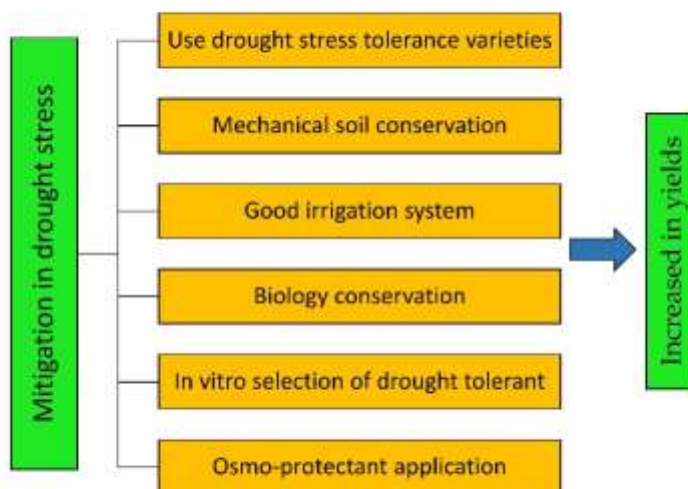 Mitigation in drought stress
Use drought stress tolerance varieties
Mechanical soil conservation
Good irrigation system
Biology conservation
In vitro selection of drought tolerant
Osmo-protectant application
Increased in yields